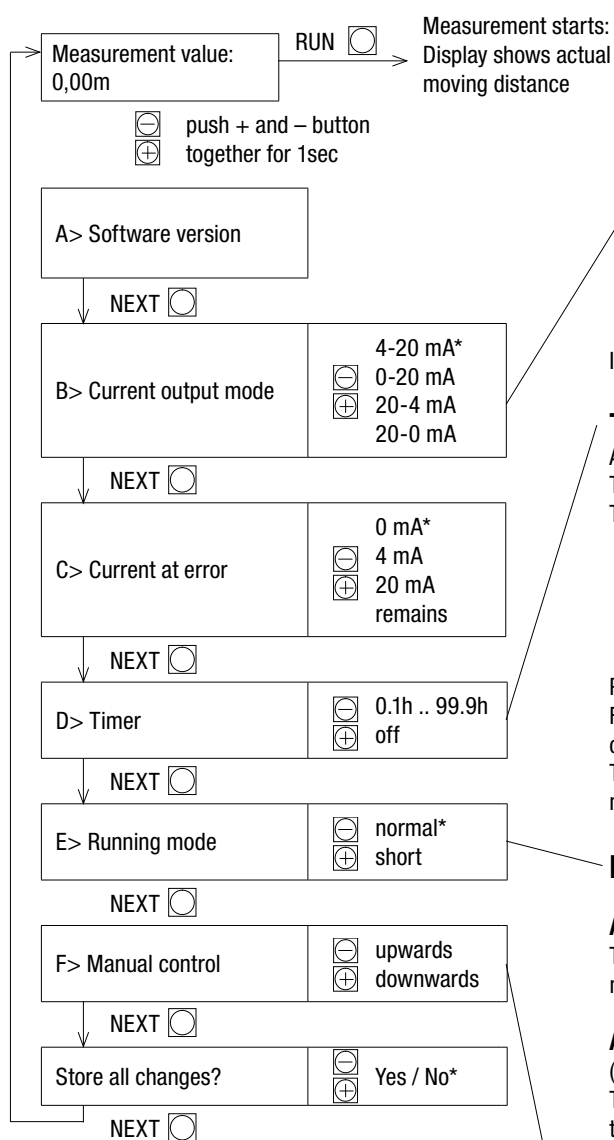 Measurement value:
0,00m
RUN
Measurement starts:
Display shows actual
moving distance
push + and – button
together for 1sec
A> Software version
NEXT
B> Current output mode
4-20 mA*
0-20 mA
20-4 mA
20-0 mA
NEXT
C> Current at error
0 mA*
4 mA
20 mA
remains
NEXT
D> Timer
0.1h .. 99.9h
off
NEXT
E> Running mode
normal*
short
NEXT
F> Manual control
upwards
downwards
NEXT
Store all changes?
Yes / No*
NEXT